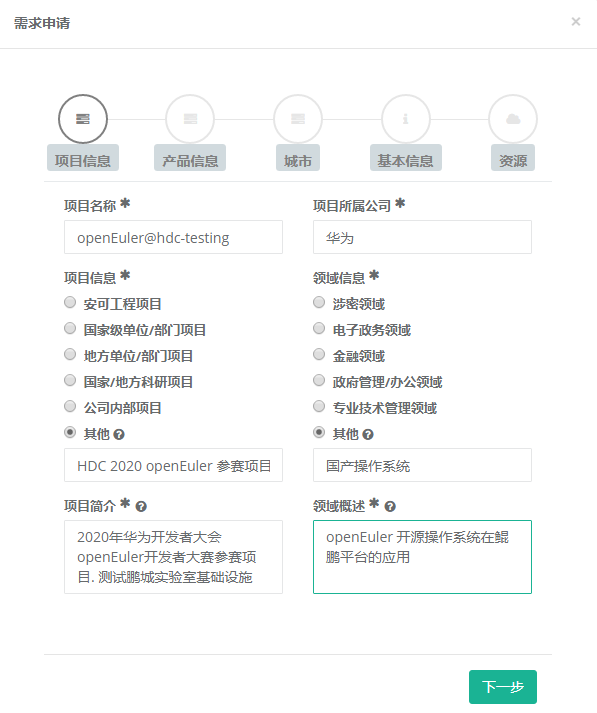 需求申请
×
项目信息
产品信息
城市
基本信息
资源
项目名称 *
项目所属公司 *
openEuler@hdc-testing
华为
项目信息 *
领域信息 *
安可工程项目
涉密领域
国家级单位/部门项目
电子政务领域
地方单位/部门项目
金融领域
国家/地方科研项目
政府管理/办公领域
公司内部项目
专业技术管理领域
其他 ?
其他 ?
HDC 2020 openEuler 参赛项目
国产操作系统
项目简介 * ?
领域概述 * ?
2020年华为开发者大会
openEuler开发者大赛参赛项
目. 测试鹏城实验室基础设施
openEuler 开源操作系统在鲲
鹏平台的应用
下一步